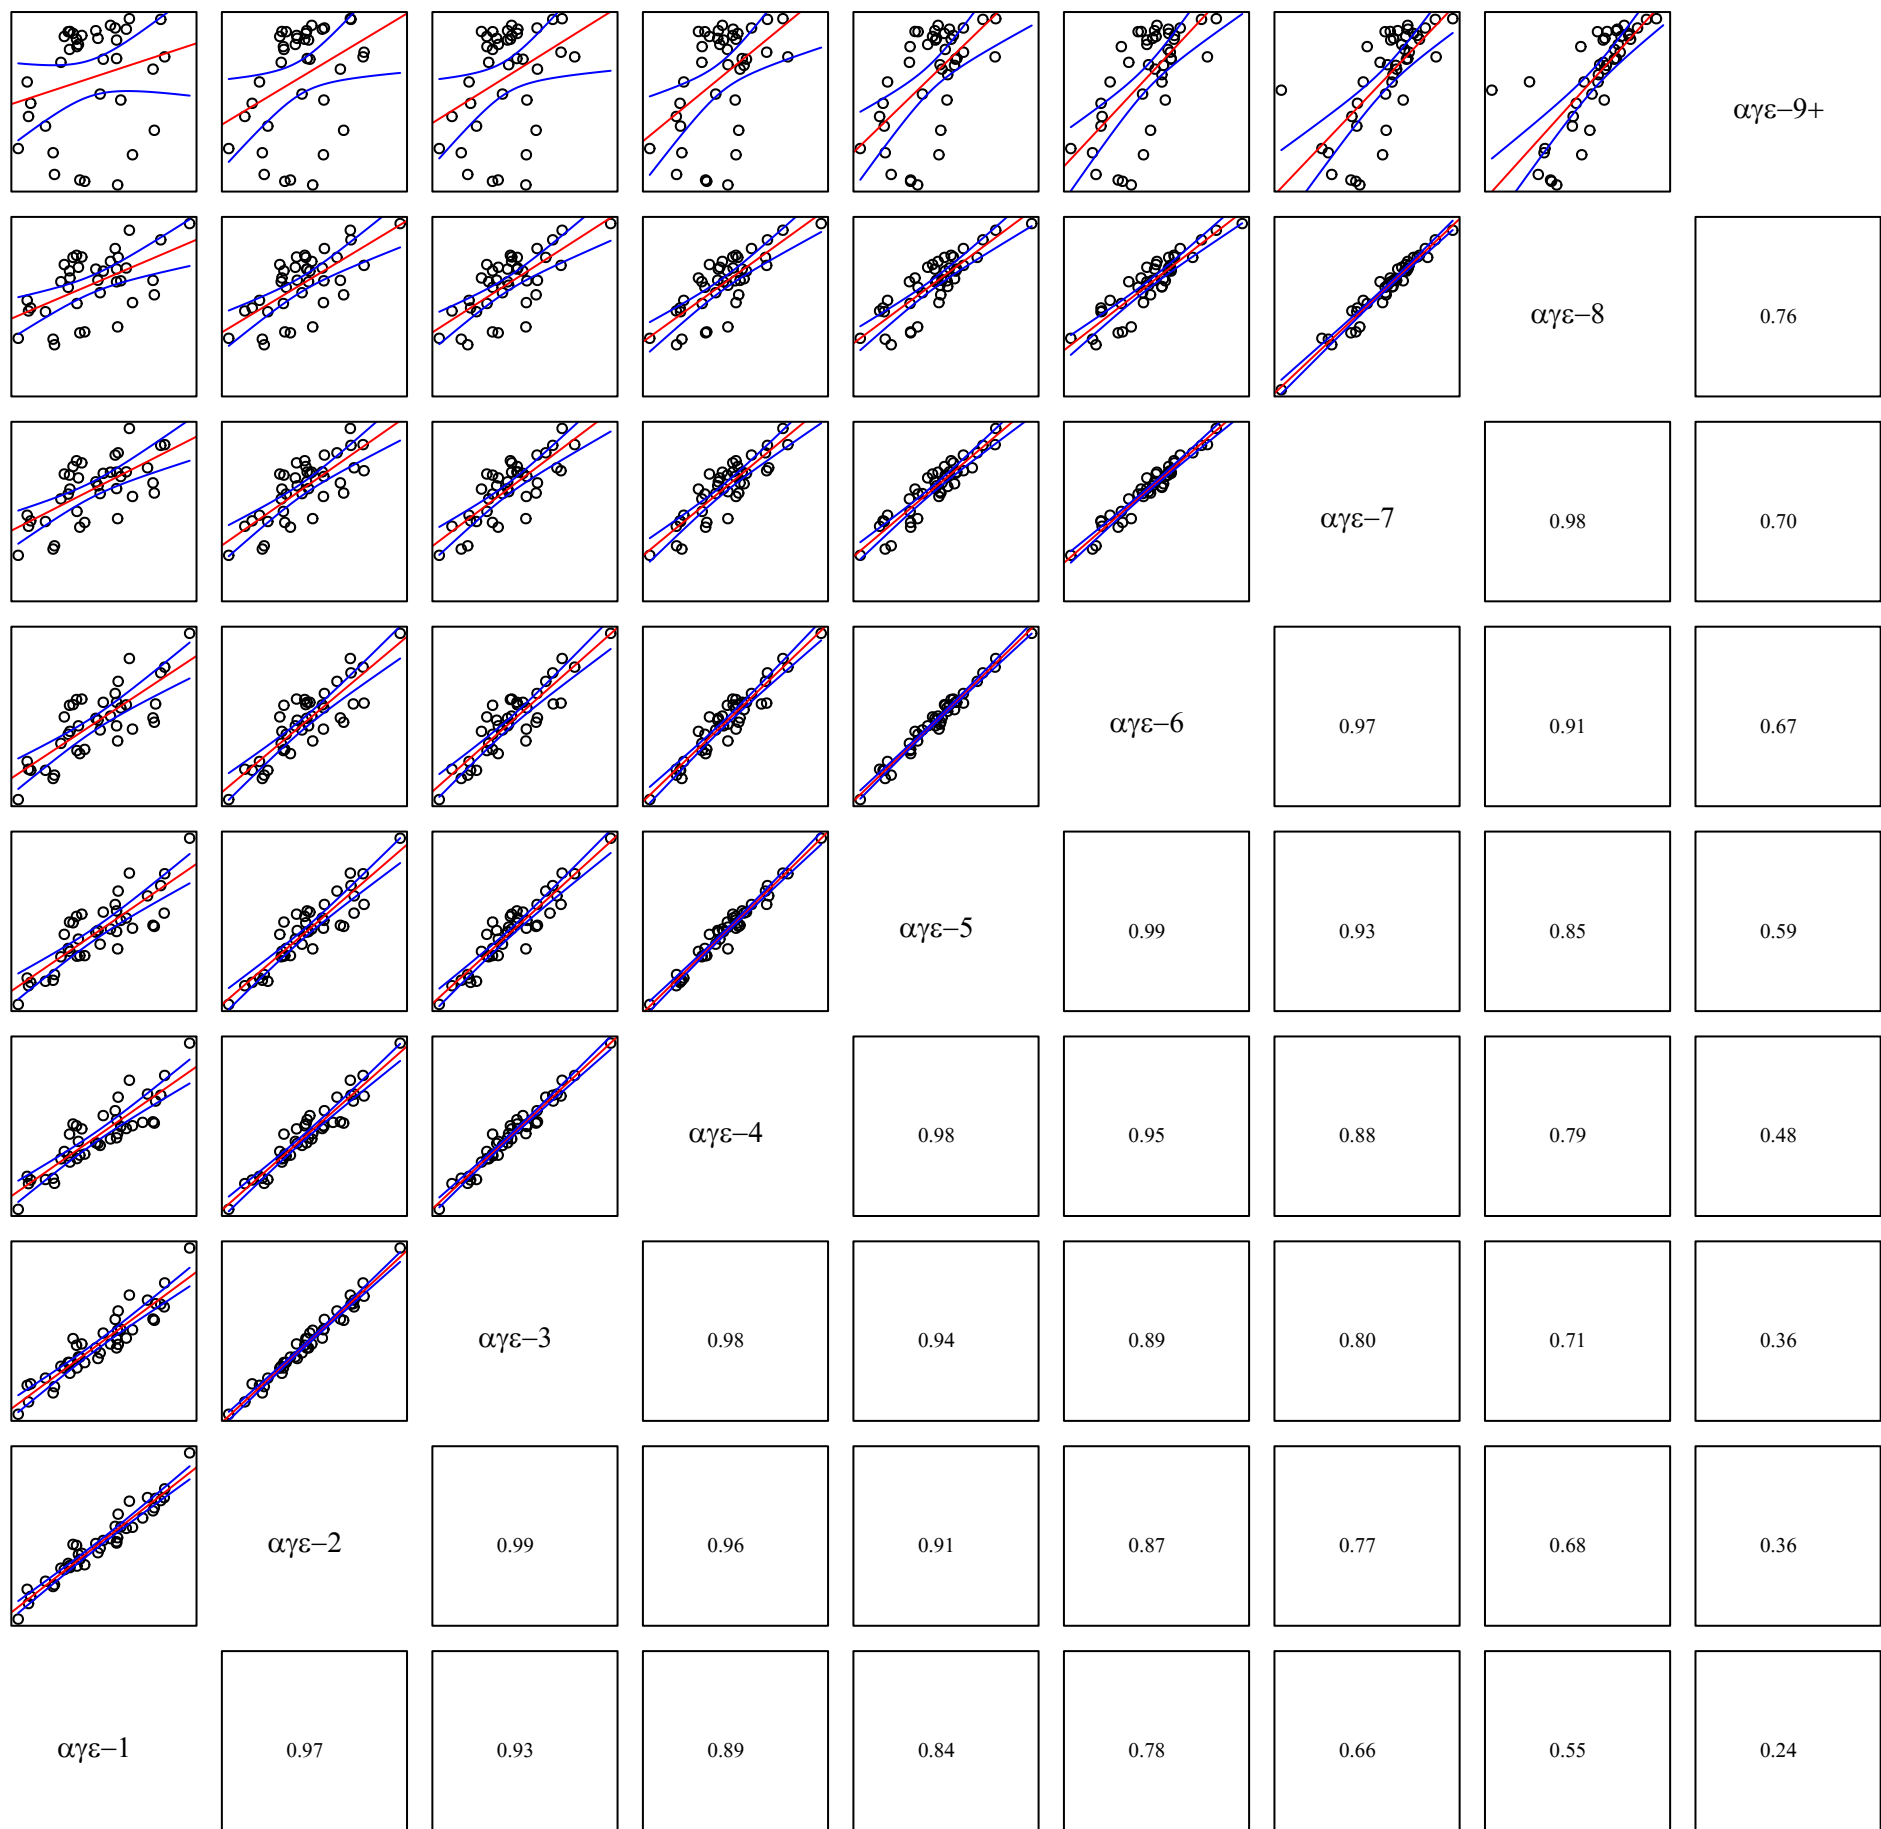 αγε−9+
αγε−8 0.76
αγε−7 0.98 0.70
αγε−6 0.97 0.91 0.67
αγε−5 0.99 0.93 0.85 0.59
αγε−4 0.98 0.95 0.88 0.79 0.48
αγε−3 0.98 0.94 0.89 0.80 0.71 0.36
αγε−2 0.99 0.96 0.91 0.87 0.77 0.68 0.36
αγε−1 0.97 0.93 0.89 0.84 0.78 0.66 0.55 0.24